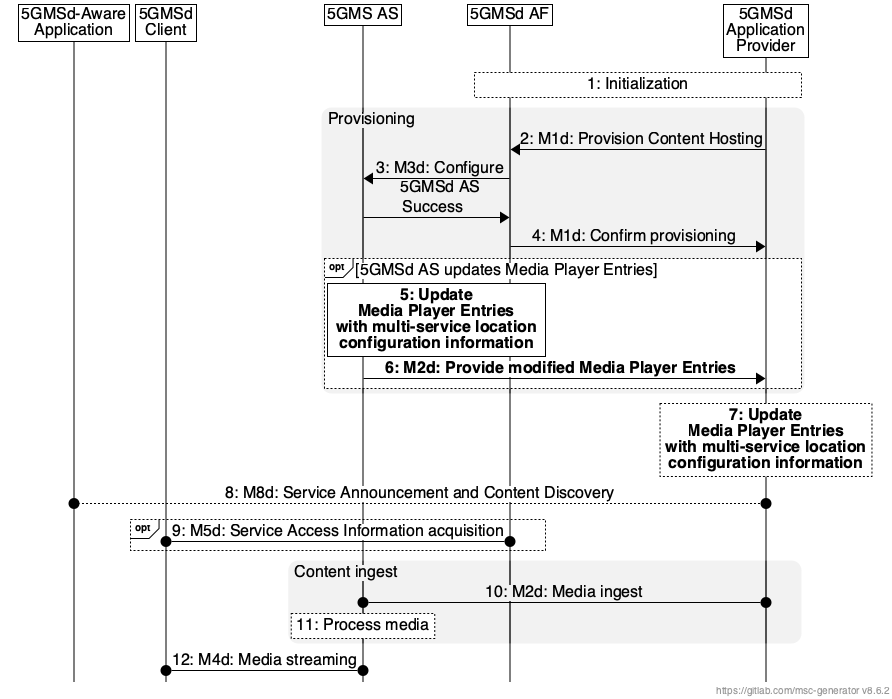 5GMSd-Aware
Application
5GMSd
Client
5GMS AS
5GMSd AF
5GMSd
Application
Provider
1: Initialization
Provisioning
2: M1d: Provision Content Hosting
3: M3d: Configure
5GMSd AS
Success
4: M1d: Confirm provisioning
opt
[5GMSd AS updates Media Player Entries]
5: Update
Media Player Entries
with multi-service location
configuration information
6: M2d: Provide modified Media Player Entries
7: Update
Media Player Entries
with multi-service location
configuration information
8: M8d: Service Announcement and Content Discovery
opt
9: M5d: Service Access Information acquisition
Content ingest
10: M2d: Media ingest
11: Process media
12: M4d: Media streaming
https://gitlab.com/msc-generator v8.6.2